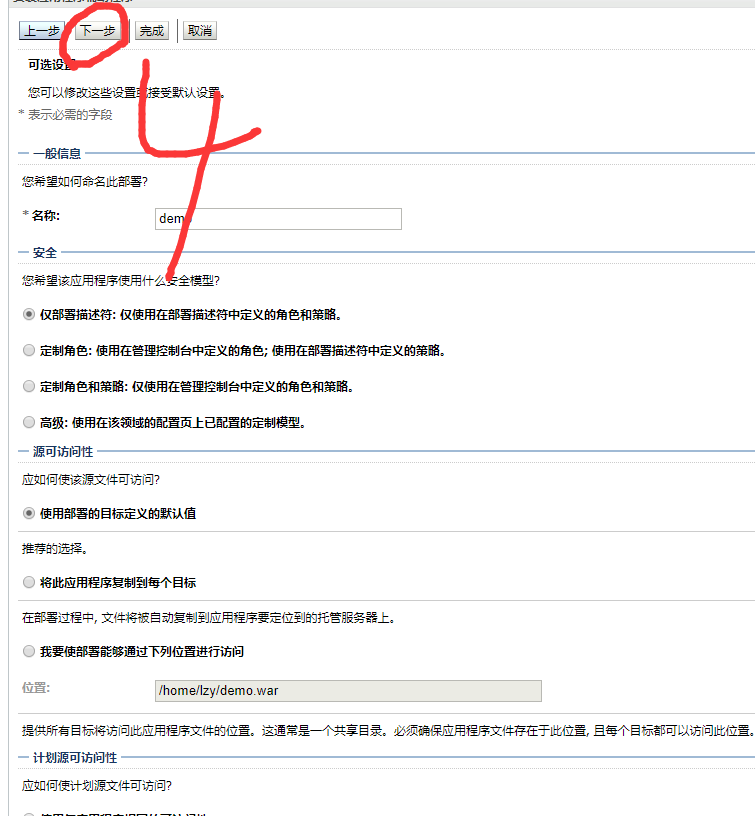 上一步 下一步 完成 取消
可选设置
您可以修改这些设置或接受默认设置。
* 表示必需的字段
一般信息
您希望如何命名此部署?
* 名称: demo
安全
您希望该应用程序使用什么安全模型?
仅部署描述符: 仅使用在部署描述符中定义的角色和策略。
定制角色: 使用在管理控制台中定义的角色; 使用在部署描述符中定义的策略。
定制角色和策略: 仅使用在管理控制台中定义的角色和策略。
高级: 使用在该领域的配置页上已配置的定制模型。
源可访问性
应如何使该源文件可访问?
使用部署的目标定义的默认值
推荐的选择。
将此应用程序复制到每个目标
在部署过程中, 文件将被自动复制到应用程序要定位到的托管服务器上。
我要使部署能够通过下列位置进行访问
位置: /home/lzy/demo.war
提供所有目标将访问此应用程序文件的位置。这通常是一个共享目录。必须确保应用程序文件存在于此位置, 且每个目标都可以访问此位置。
计划源可访问性
应如何使计划源文件可访问?
4